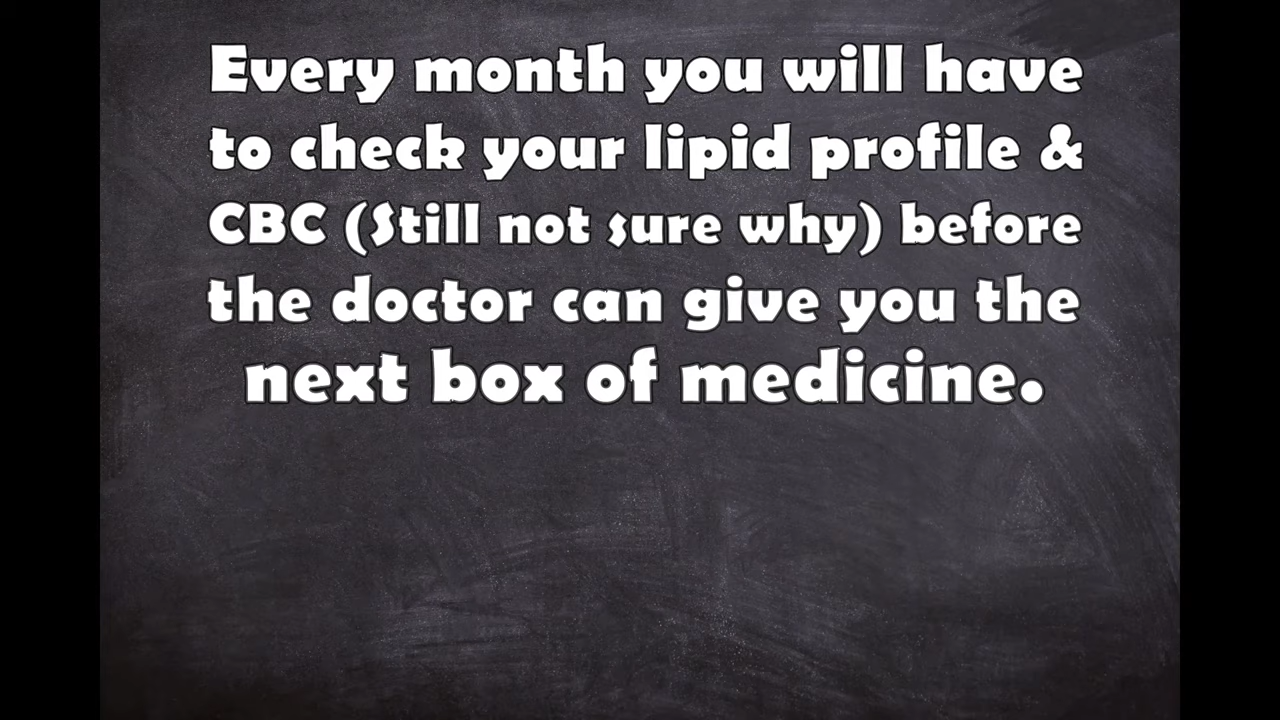 Every month you will have
to check your lipid profile &
CBC (Still not sure why) before
the doctor can give you the
next box of medicine.